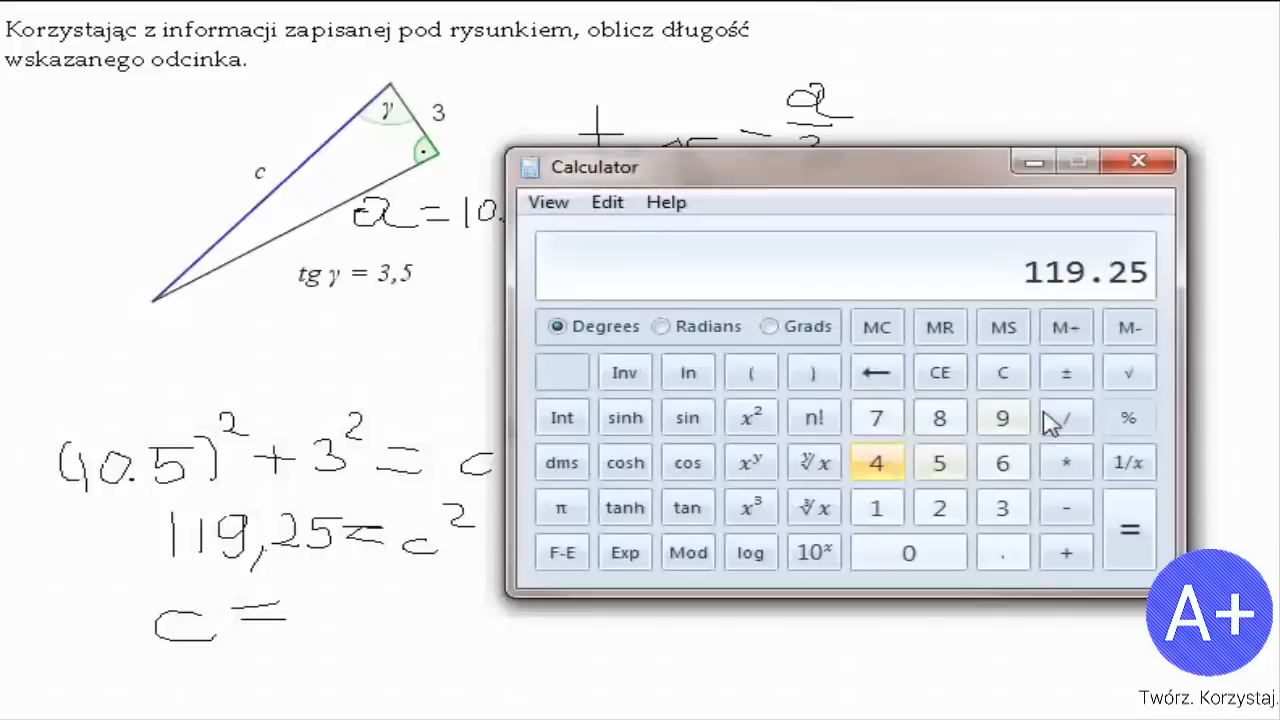 Korzystając z informacji zapisanej pod rysunkiem, oblicz długość
wskazanego odcinka.
γ 3
c
a = 10.
tg γ = 3,5
(10.5)² + 3² = c
119,25 = c²
c =
Calculator
View Edit Help
119.25
Degrees Radians Grads MC MR MS M+ M-
Inv ln ( ) ← CE C ± √
Int sinh sin x² n! 7 8 9 / %
dms cosh cos xʸ ʸ√x 4 5 6 * 1/x
π tanh tan x³ ³√x 1 2 3 - =
F-E Exp Mod log 10ˣ 0 . +
A+
Twórz. Korzystaj.